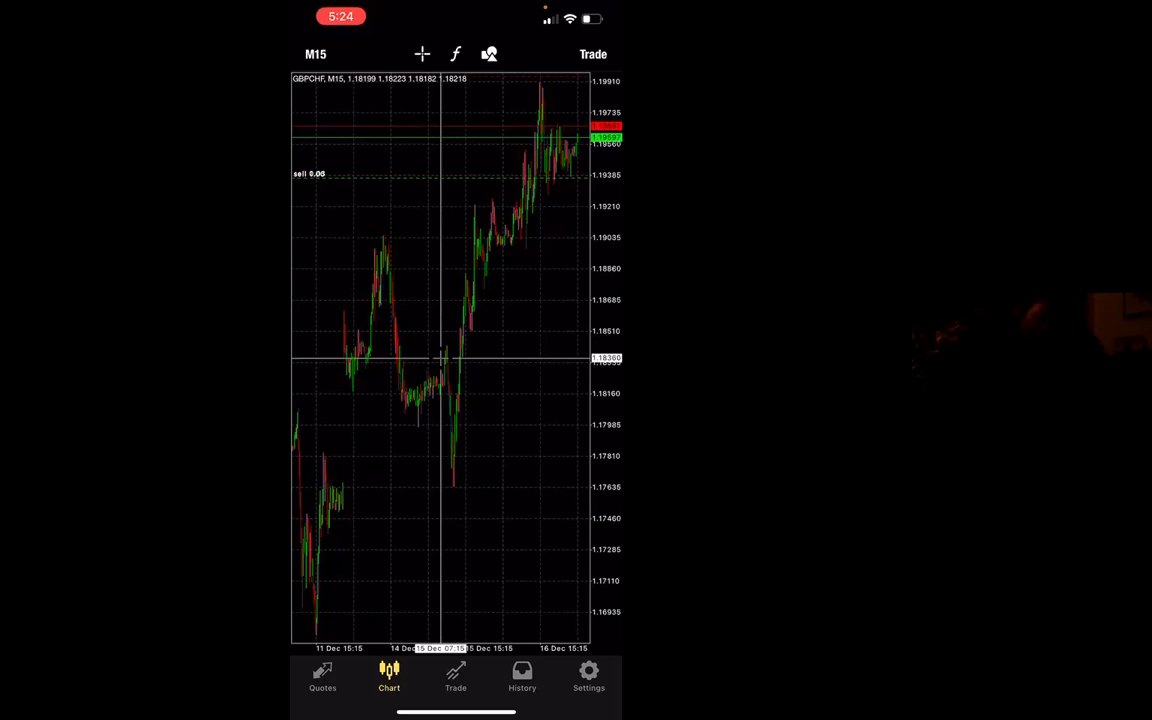 5:24
M15
Trade
GBPCHF, M15, 1.18199 1.18223 1.18182 1.18218
1.19910
1.19735
1.19597
1.19560
sell 0.06
1.19385
1.19210
1.19035
1.18860
1.18685
1.18510
1.18360
1.18160
1.17985
1.17810
1.17635
1.17460
1.17285
1.17110
1.16935
11 Dec 15:15
14 Dec
15 Dec 07:15
Dec 15:15
16 Dec 15:15
Quotes
Chart
Trade
History
Settings